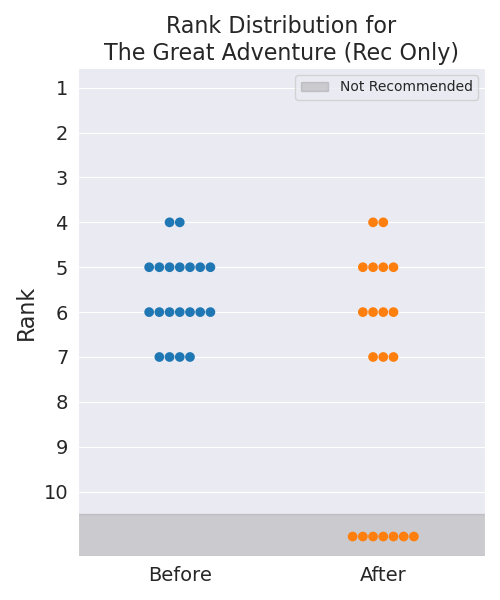 Rank Distribution for
The Great Adventure (Rec Only)
Not Recommended
Rank
1
2
3
4
5
6
7
8
9
10
Before
After